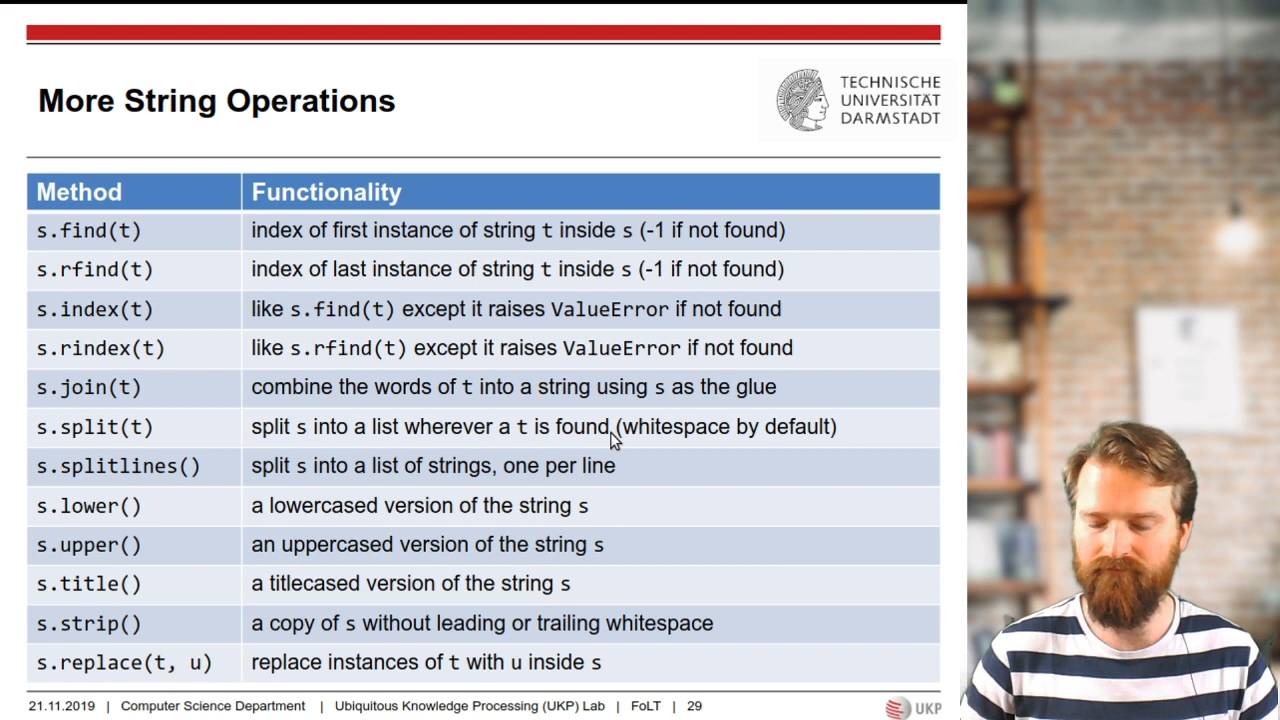 More String Operations
TECHNISCHE
UNIVERSITÄT
DARMSTADT
Method Functionality
s.find(t) index of first instance of string t inside s (-1 if not found)
s.rfind(t) index of last instance of string t inside s (-1 if not found)
s.index(t) like s.find(t) except it raises ValueError if not found
s.rindex(t) like s.rfind(t) except it raises ValueError if not found
s.join(t) combine the words of t into a string using s as the glue
s.split(t) split s into a list wherever a t is found (whitespace by default)
s.splitlines() split s into a list of strings, one per line
s.lower() a lowercased version of the string s
s.upper() an uppercased version of the string s
s.title() a titlecased version of the string s
s.strip() a copy of s without leading or trailing whitespace
s.replace(t, u) replace instances of t with u inside s
21.11.2019 | Computer Science Department | Ubiquitous Knowledge Processing (UKP) Lab | FoLT | 29
UKP